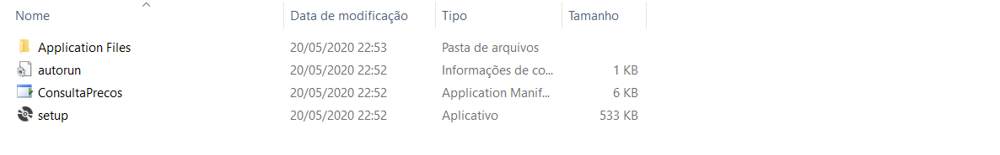 Nome Data de modificação Tipo Tamanho
Application Files 20/05/2020 22:53 Pasta de arquivos
autorun 20/05/2020 22:52 Informações de co... 1 KB
ConsultaPrecos 20/05/2020 22:52 Application Manif... 6 KB
setup 20/05/2020 22:52 Aplicativo 533 KB